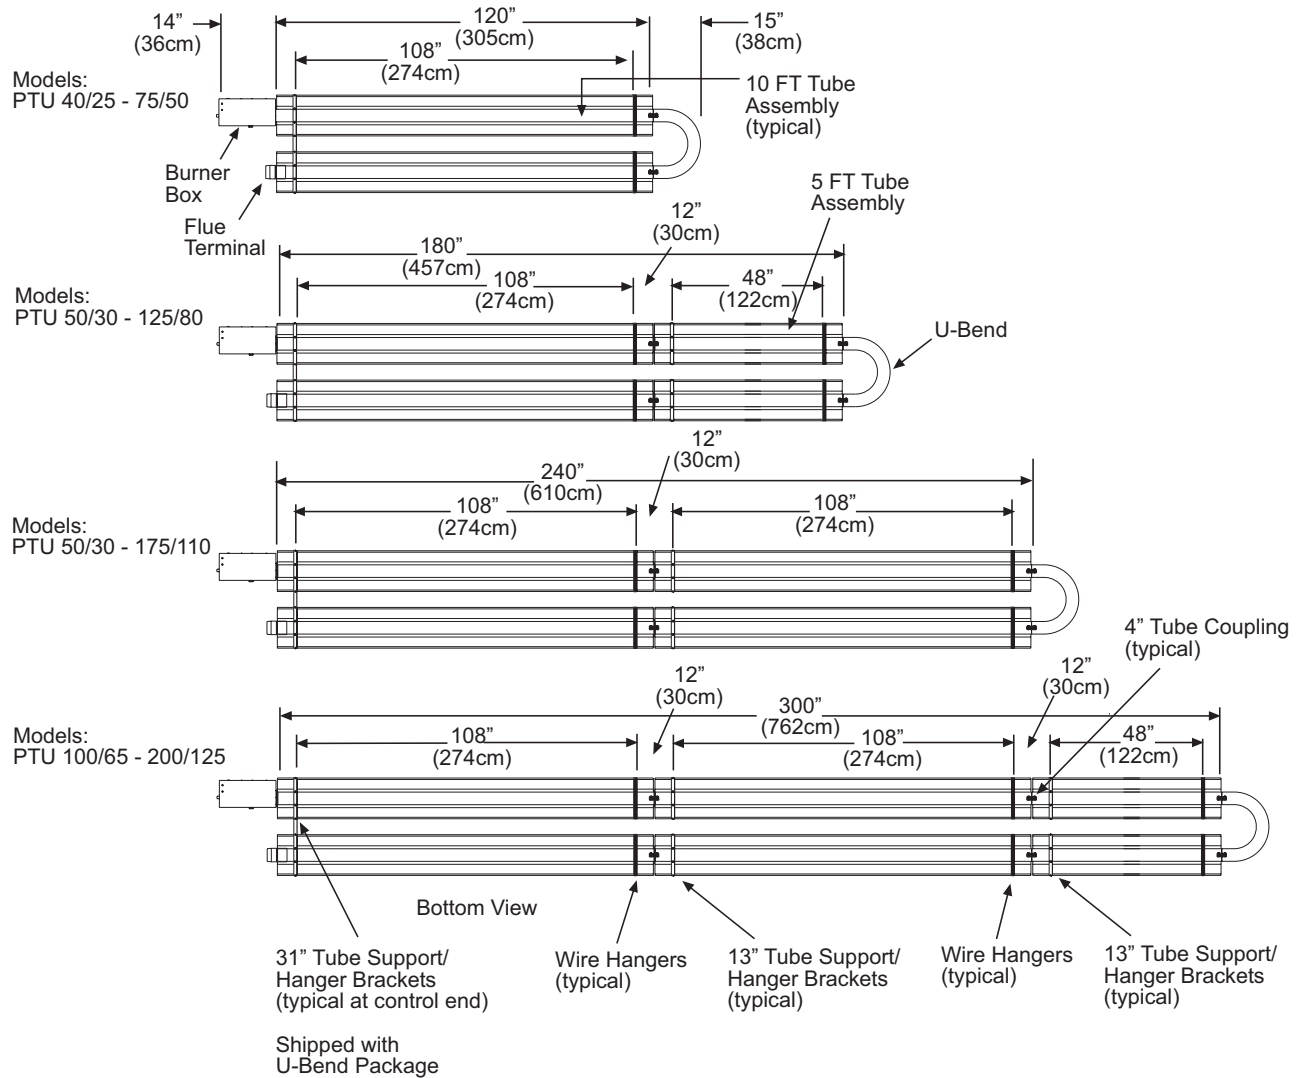 14”
(36cm)
120”
(305cm)
15”
(38cm)
108”
(274cm)
Models:
PTU 40/25 - 75/50
10 FT Tube
Assembly
(typical)
Burner
Box
Flue
Terminal
5 FT Tube
Assembly
12”
(30cm)
180”
(457cm)
108”
(274cm)
48”
(122cm)
Models:
PTU 50/30 - 125/80
U-Bend
12”
(30cm)
240”
(610cm)
108”
(274cm)
108”
(274cm)
Models:
PTU 50/30 - 175/110
4” Tube Coupling
(typical)
12”
(30cm)
12”
(30cm)
300”
(762cm)
Models:
PTU 100/65 - 200/125
108”
(274cm)
108”
(274cm)
48”
(122cm)
Bottom View
31” Tube Support/
Hanger Brackets
(typical at control end)
Shipped with
U-Bend Package
Wire Hangers
(typical)
13” Tube Support/
Hanger Brackets
(typical)
Wire Hangers
(typical)
13” Tube Support/
Hanger Brackets
(typical)